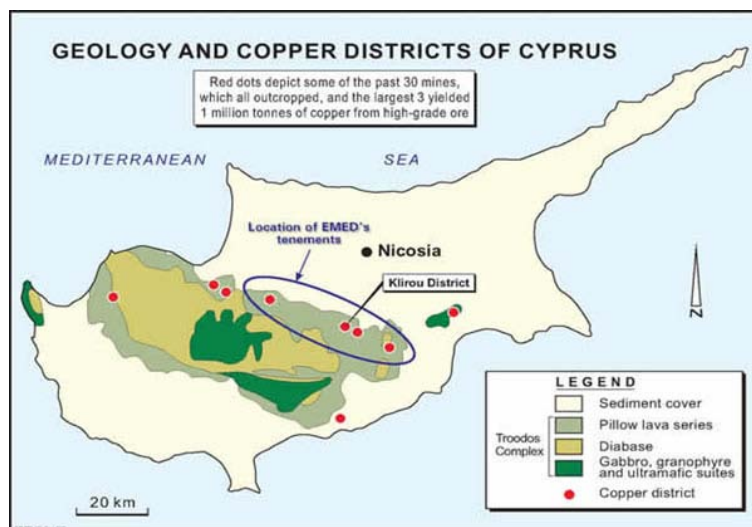 GEOLOGY AND COPPER DISTRICTS OF CYPRUS
Red dots depict some of the past 30 mines,
which all outcropped, and the largest 3 yielded
1 million tonnes of copper from high-grade ore
MEDITERRANEAN SEA
Location of EMED's
tenements
Nicosia
Klirou District
N
LEGEND
Sediment cover
Troodos
Complex
Pillow lava series
Diabase
Gabbro, granophyre
and ultramafic suites
Copper district
20 km